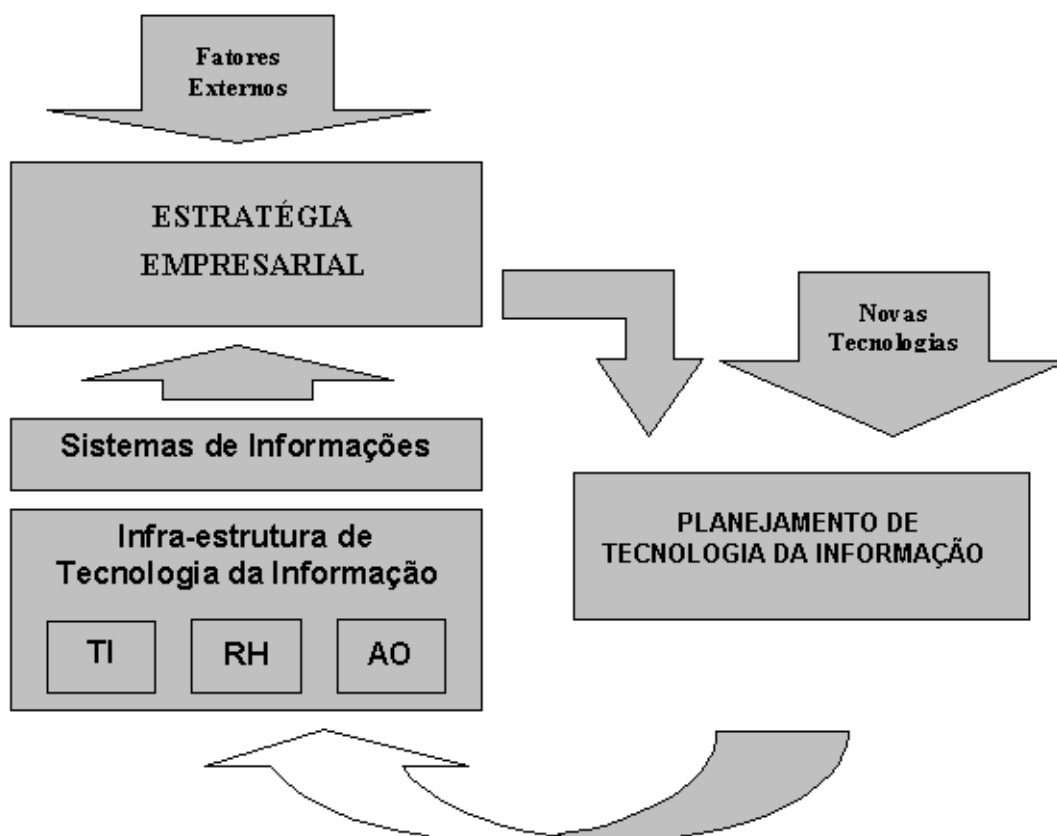 Fatores
Externos
ESTRATÉGIA
EMPRESARIAL
Novas
Tecnologias
Sistemas de Informações
Infra-estrutura de
Tecnologia da Informação
TI
RH
AO
PLANEJAMENTO DE
TECNOLOGIA DA INFORMAÇÃO